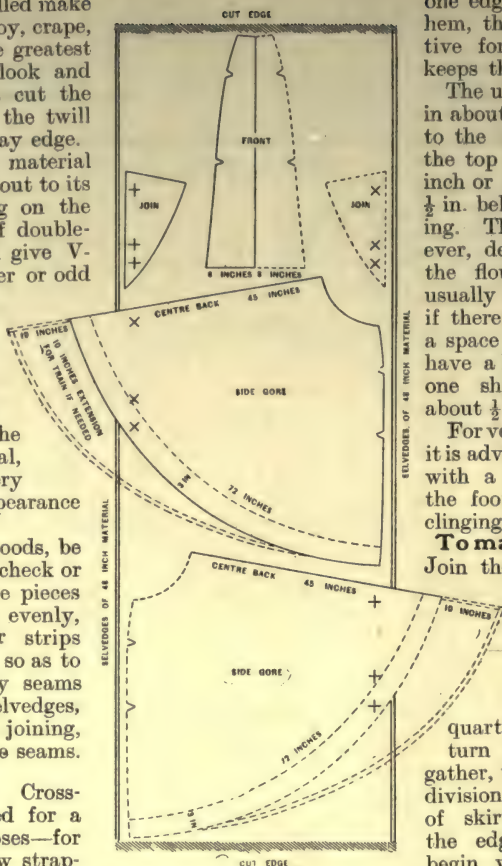 lled make
oy, crape,
e greatest
look and
cut the
the twill
ay edge.
material
out to its
g on the
f double-
give V-
er or odd
he
al,
ry
pearance
oods, be
check or
e pieces
evenly,
r strips
so as to
y seams
elvedges,
joining,
e seams.
Cross-
ed for a
oses—for
w strap-
CUT EDGE
FRONT
JOIN
JOIN
6 INCHES 8 INCHES
CENTRE BACK 45 INCHES
10 INCHES
10 INCHES EXTENSION
FOR TRAIN IF NEEDED
SIDE GORE
72 INCHES
SELVEDGES OF 48 INCH MATERIAL
SELVEDGES OF 48 INCH MATERIAL
CENTRE BACK 45 INCHES
10 INCHES
SIDE GORE
72 INCHES
CUT EDGE
one edg
hem, th
tive for
keeps th
The u
in about
to the
the top
inch or
½ in. bel
ing. Th
ever, de
the flou
usually
if there
a space
have a
one sh
about ½
For ve
it is adv
with a
the foo
clinging
To ma
Join th
quart
turn
gather,
division
of skir
the edg
begin